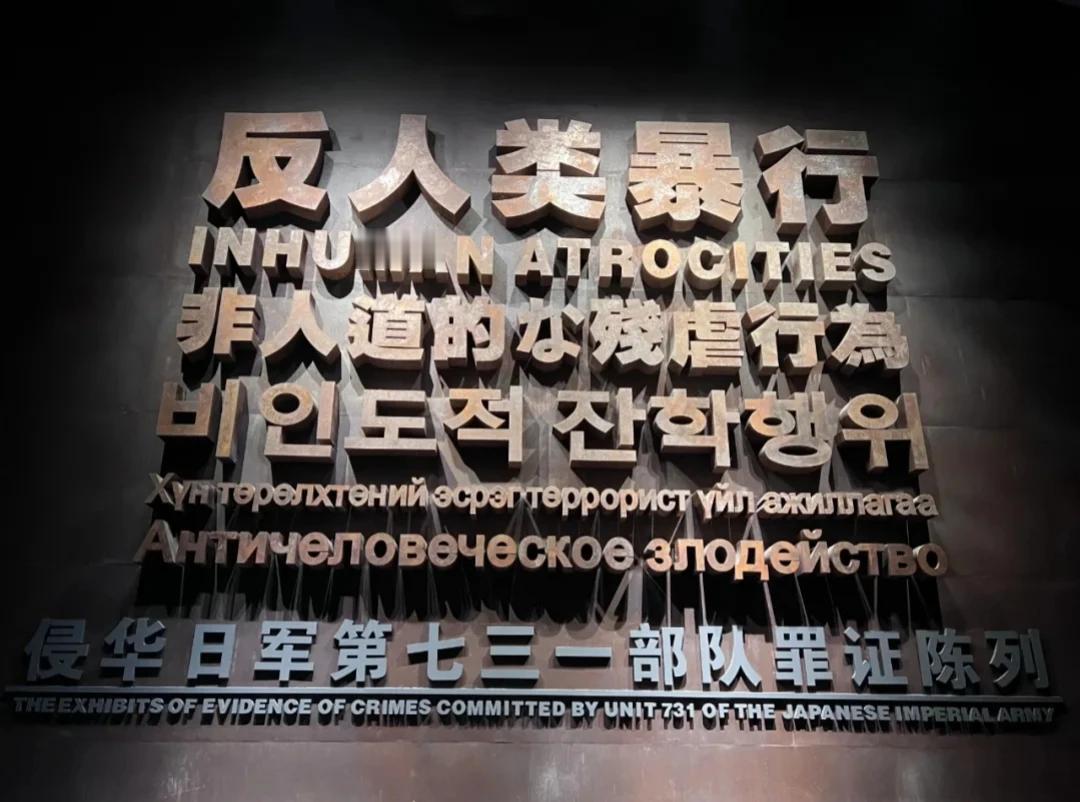 反人类暴行
ATROCITIES
非人道的な殘虐行為
비인도적 잔학행위
Хүн төрөлхтөний эсрэг террорист үйл ажиллагаа
Античеловеческое злодейство
侵华日军第七三一部队罪证陈列
THE EXHIBITS OF EVIDENCE OF CRIMES COMMITTED BY UNIT 731 OF THE JAPANESE IMPERIAL ARMY